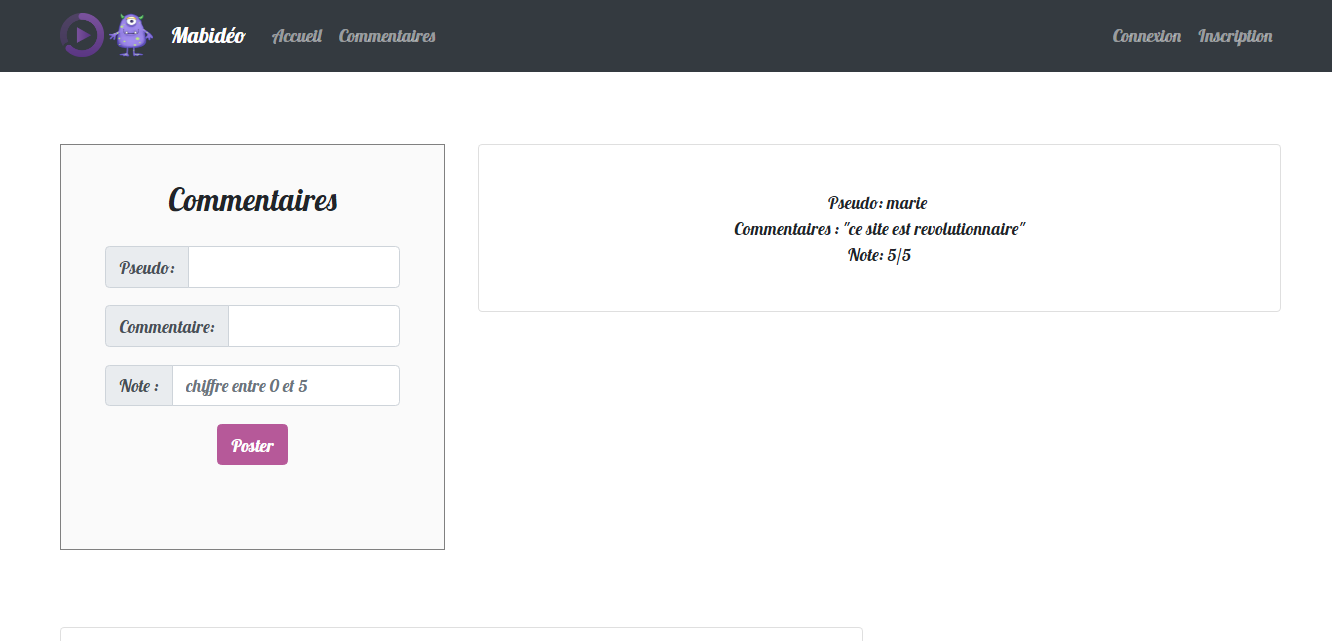 Mabidéo Accueil Commentaires Connexion Inscription
Commentaires
Pseudo:
Commentaire:
Note : chiffre entre 0 et 5
Poster
Pseudo: marie
Commentaires : "ce site est revolutionnaire"
Note: 5/5